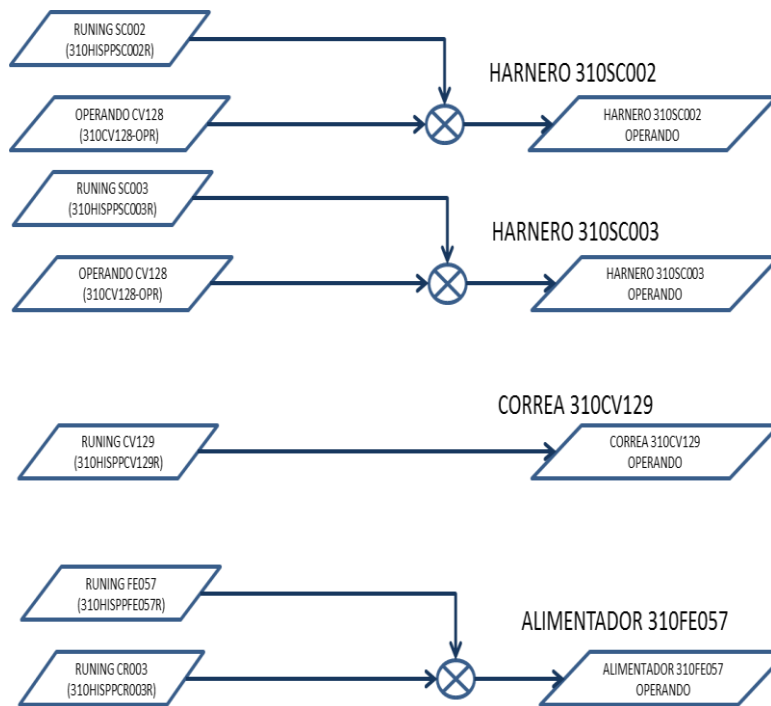 RUNING SC002
(310HISPPSC002R)
HARNERO 310SC002
OPERANDO CV128
(310CV128-OPR)
HARNERO 310SC002
OPERANDO
RUNING SC003
(310HISPPSC003R)
HARNERO 310SC003
OPERANDO CV128
(310CV128-OPR)
HARNERO 310SC003
OPERANDO
CORREA 310CV129
RUNING CV129
(310HISPPCV129R)
CORREA 310CV129
OPERANDO
RUNING FE057
(310HISPPFE057R)
ALIMENTADOR 310FE057
RUNING CR003
(310HISPPCR003R)
ALIMENTADOR 310FE057
OPERANDO